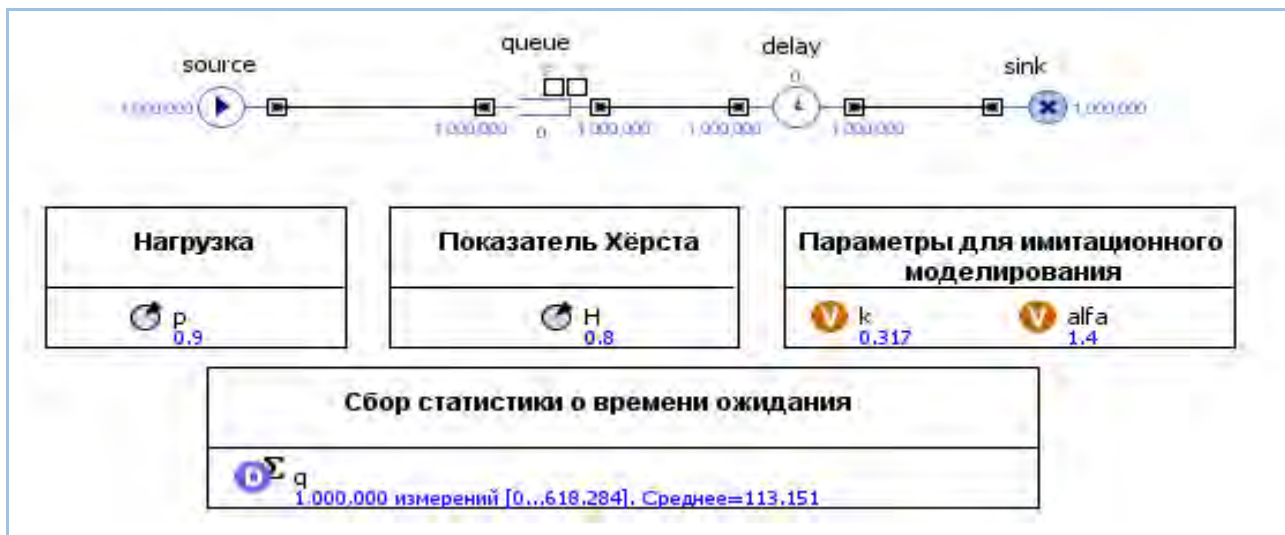 queue
delay
source
sink
0
1.000.000
1.000.000
1.000.000
0
1.000.000
1.000.000
1.000.000
Нагрузка
Показатель Хёрста
Параметры для имитационного
моделирования
p
0.9
H
0.8
V k
0.317
V alfa
1.4
Сбор статистики о времени ожидания
Σ q
1.000.000 измерений [0...618.284]. Среднее=113.151